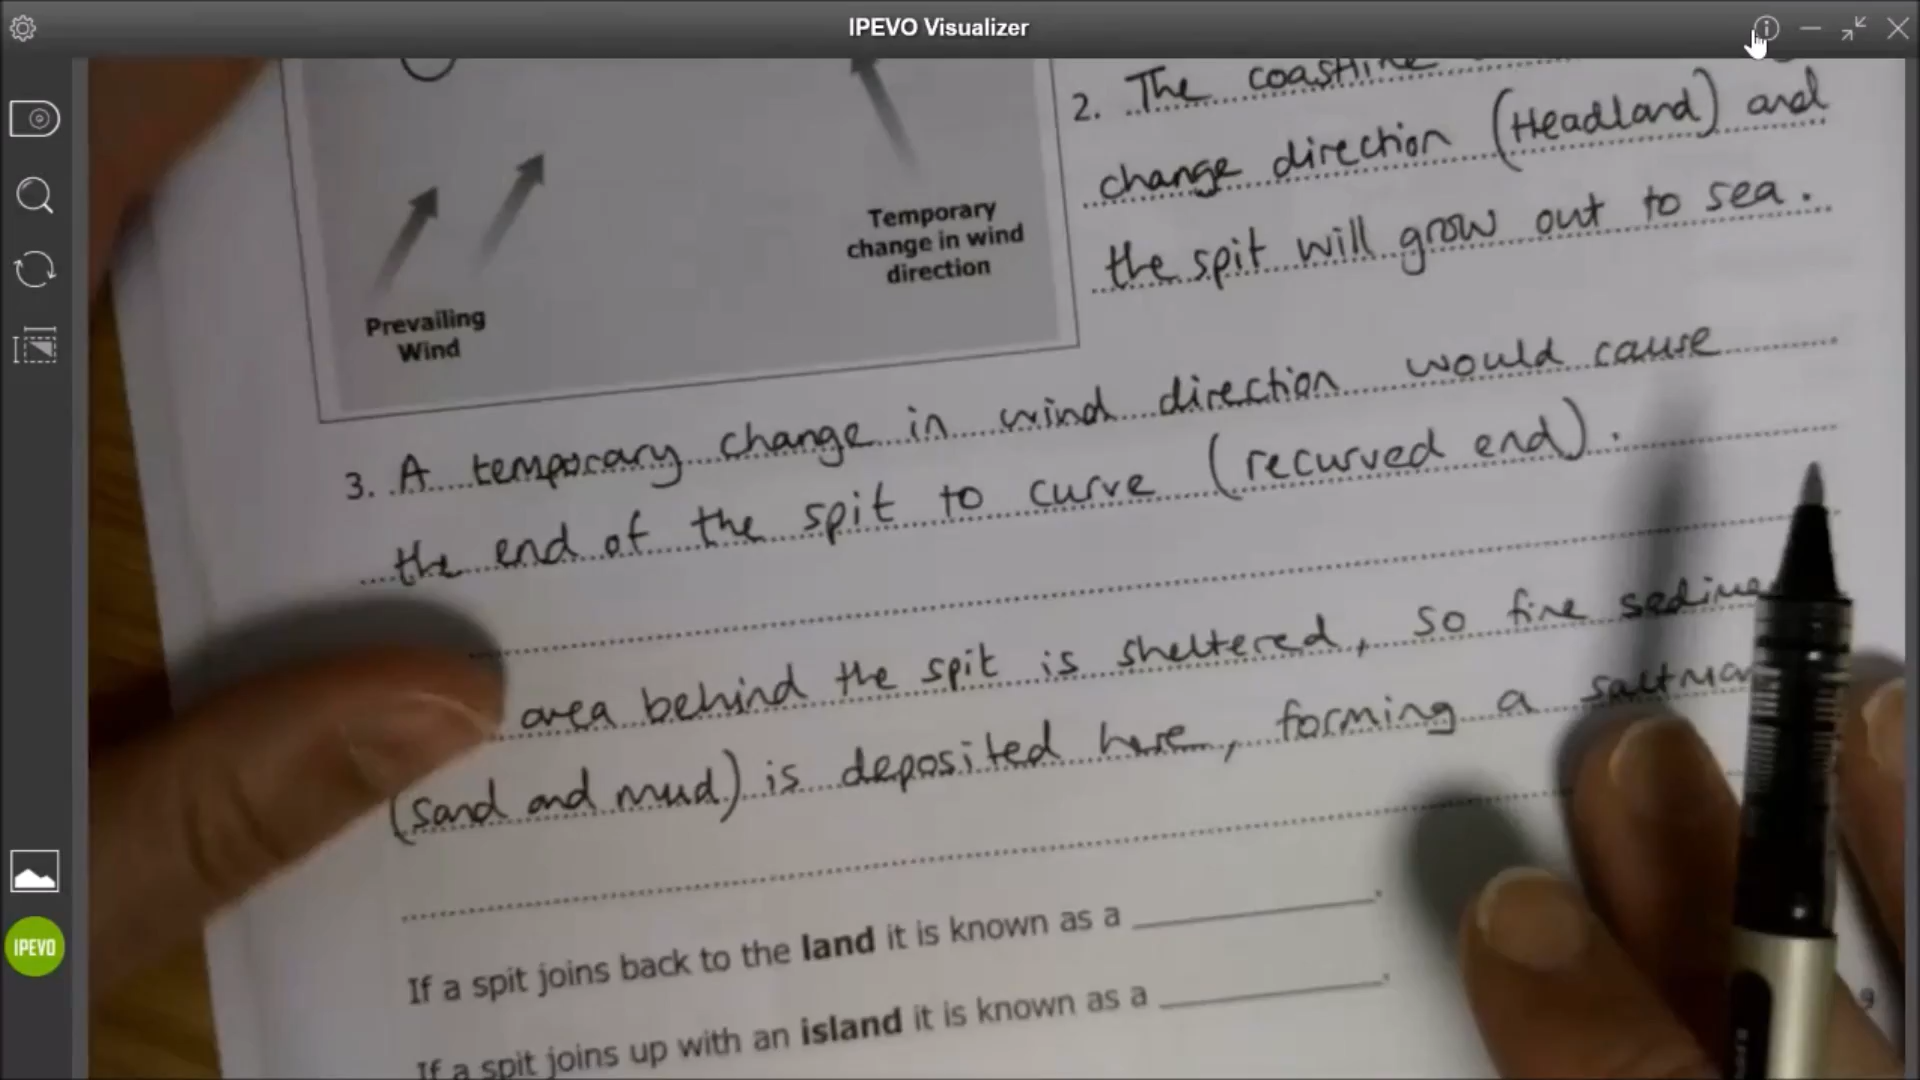 IPEVO Visualizer
2. The coastline
change direction (Headland) and
the spit will grow out to sea.
Temporary
change in wind
direction
Prevailing
Wind
3. A temporary change in wind direction would cause
the end of the spit to curve (recurved end).
area behind the spit is sheltered, so fine
(sand and mud) is deposited here, forming a
IPEVO
If a spit joins back to the land it is known as a
If a spit joins up with an island it is known as a
9